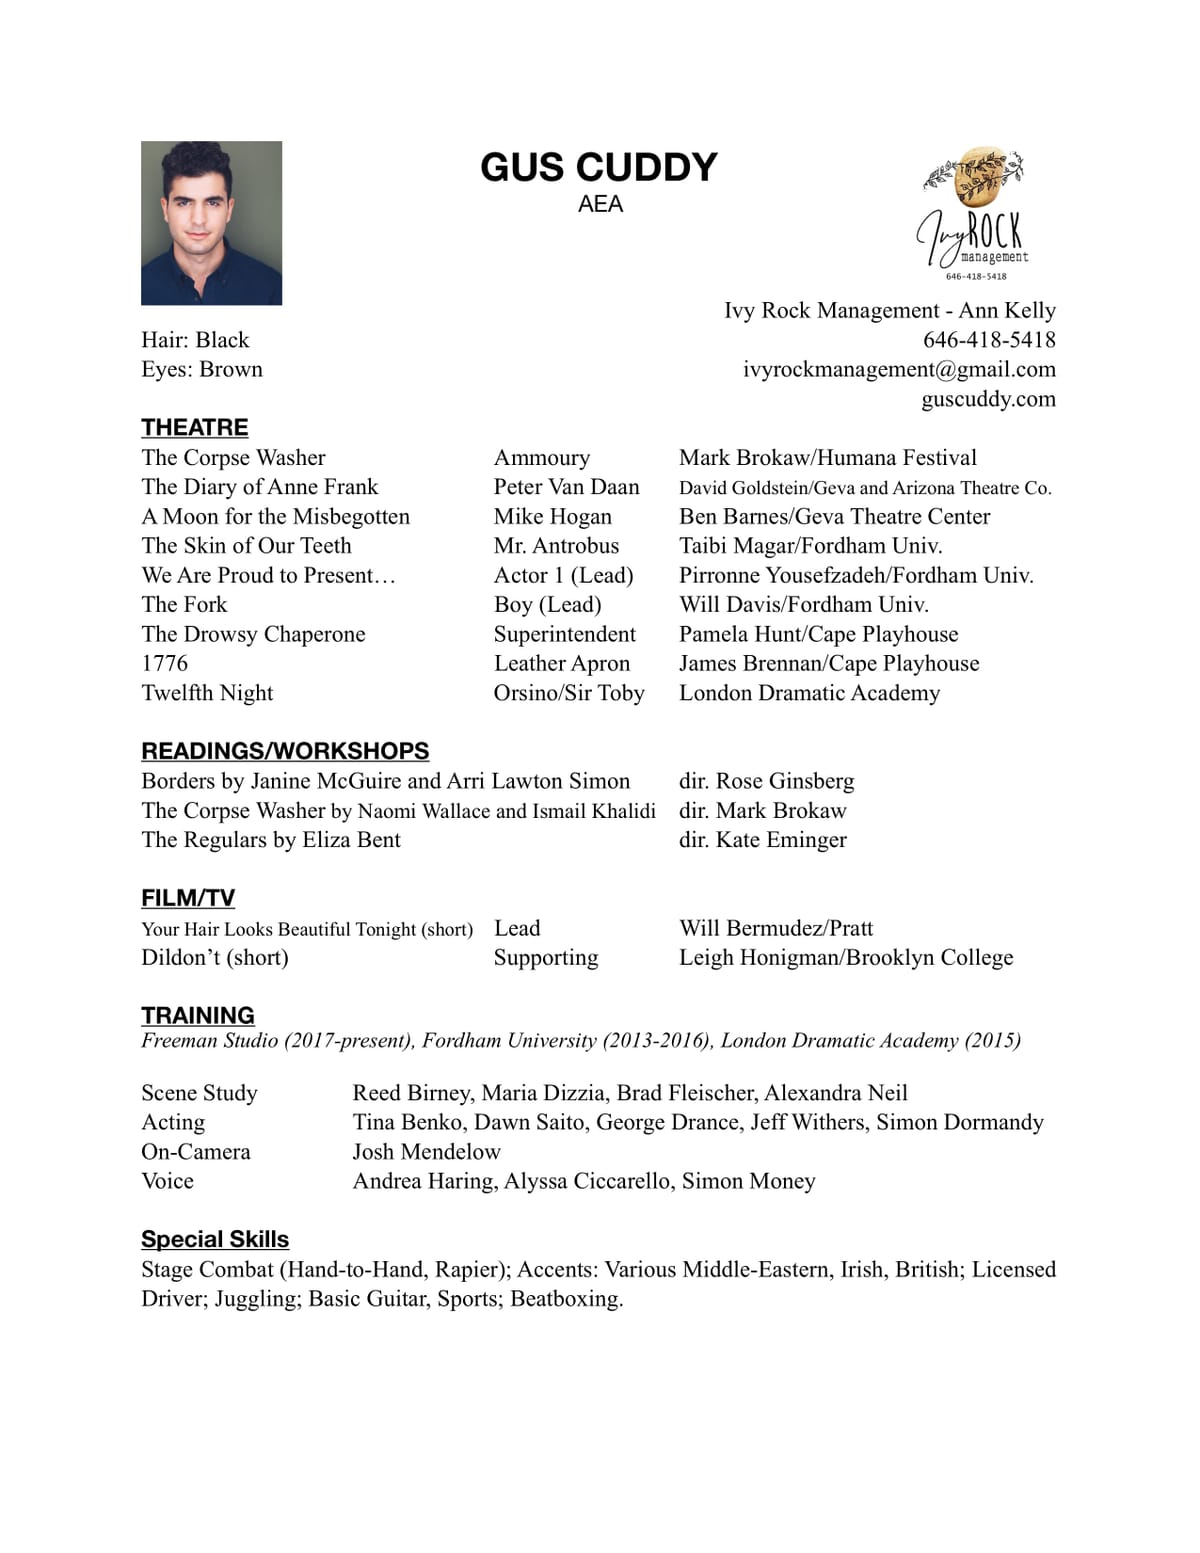 GUS CUDDY
AEA
IvyROCK
management
646-418-5418
Ivy Rock Management - Ann Kelly
Hair: Black 646-418-5418
Eyes: Brown ivyrockmanagement@gmail.com
guscuddy.com
THEATRE
The Corpse Washer Ammoury Mark Brokaw/Humana Festival
The Diary of Anne Frank Peter Van Daan David Goldstein/Geva and Arizona Theatre Co.
A Moon for the Misbegotten Mike Hogan Ben Barnes/Geva Theatre Center
The Skin of Our Teeth Mr. Antrobus Taibi Magar/Fordham Univ.
We Are Proud to Present… Actor 1 (Lead) Pirronne Yousefzadeh/Fordham Univ.
The Fork Boy (Lead) Will Davis/Fordham Univ.
The Drowsy Chaperone Superintendent Pamela Hunt/Cape Playhouse
1776 Leather Apron James Brennan/Cape Playhouse
Twelfth Night Orsino/Sir Toby London Dramatic Academy
READINGS/WORKSHOPS
Borders by Janine McGuire and Arri Lawton Simon dir. Rose Ginsberg
The Corpse Washer by Naomi Wallace and Ismail Khalidi dir. Mark Brokaw
The Regulars by Eliza Bent dir. Kate Eminger
FILM/TV
Your Hair Looks Beautiful Tonight (short) Lead Will Bermudez/Pratt
Dildon’t (short) Supporting Leigh Honigman/Brooklyn College
TRAINING
Freeman Studio (2017-present), Fordham University (2013-2016), London Dramatic Academy (2015)
Scene Study Reed Birney, Maria Dizzia, Brad Fleischer, Alexandra Neil
Acting Tina Benko, Dawn Saito, George Drance, Jeff Withers, Simon Dormandy
On-Camera Josh Mendelow
Voice Andrea Haring, Alyssa Ciccarello, Simon Money
Special Skills
Stage Combat (Hand-to-Hand, Rapier); Accents: Various Middle-Eastern, Irish, British; Licensed
Driver; Juggling; Basic Guitar, Sports; Beatboxing.